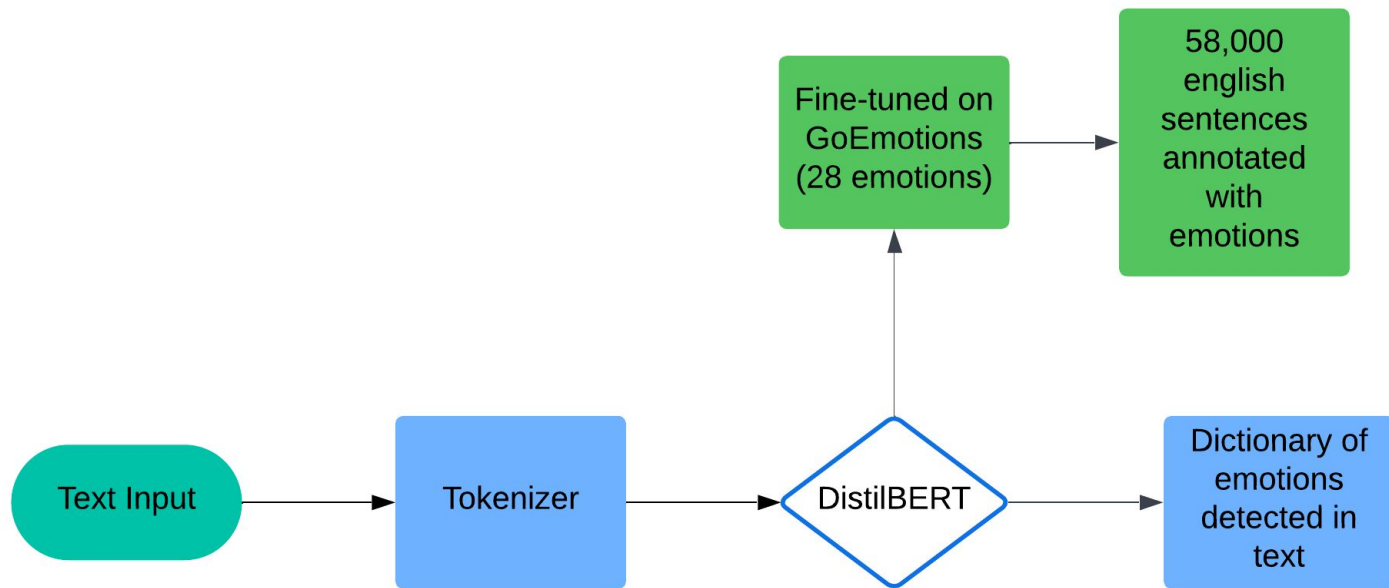 58,000
english
sentences
annotated
with
emotions
Fine-tuned on
GoEmotions
(28 emotions)
Text Input
Tokenizer
DistilBERT
Dictionary of
emotions
detected in
text